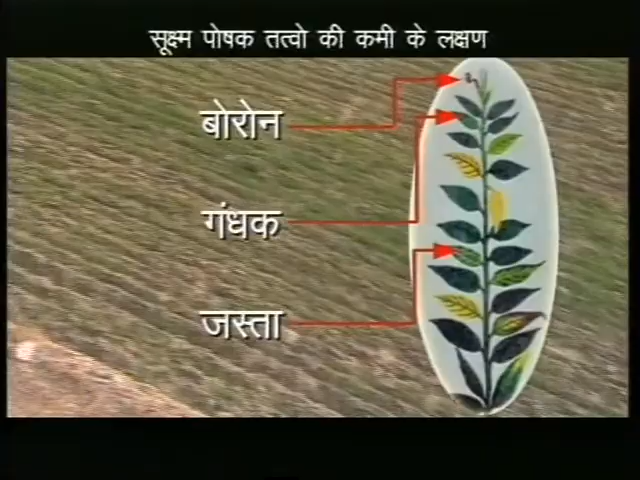 सूक्ष्म पोषक तत्वो की कमी के लक्षण
बोरोन
गंधक
जस्ता